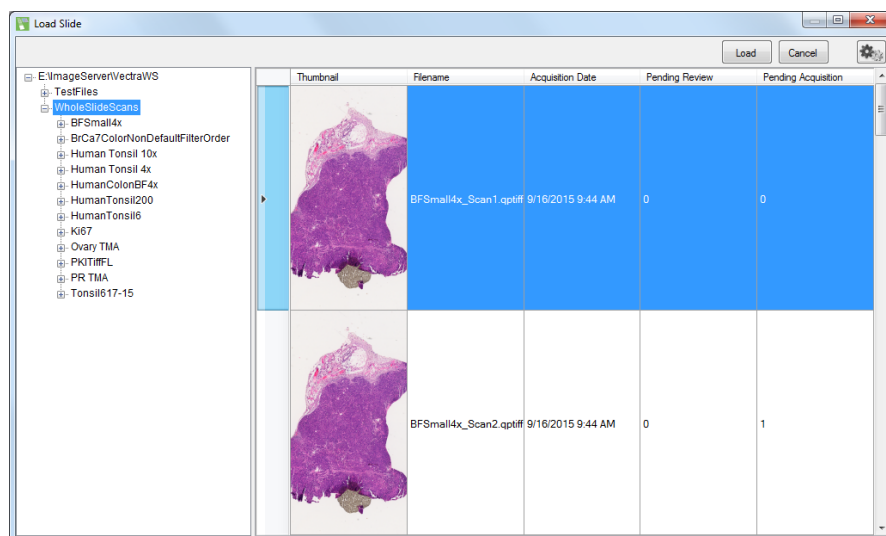 Load Slide
Load Cancel
E:\ImageServer\VectraWS
TestFiles
WholeSlideScans
BFSmall4x
BrCa7ColorNonDefaultFilterOrder
Human Tonsil 10x
Human Tonsil 4x
HumanColonBF4x
HumanTonsil200
HumanTonsil6
Ki67
Ovary TMA
PKITiffFL
PR TMA
Tonsil617-15
Thumbnail Filename Acquisition Date Pending Review Pending Acquisition
BFSmall4x_Scan1.qptiff 9/16/2015 9:44 AM 0 0
BFSmall4x_Scan2.qptiff 9/16/2015 9:44 AM 0 1